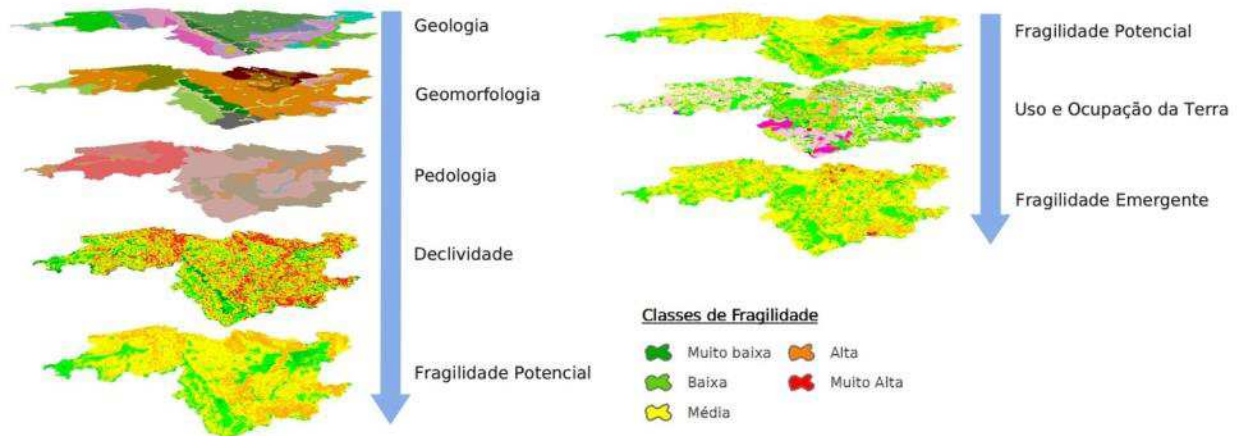 Geologia
Geomorfologia
Pedologia
Declividade
Fragilidade Potencial
Fragilidade Potencial
Uso e Ocupação da Terra
Fragilidade Emergente
Classes de Fragilidade
Muito baixa
Alta
Baixa
Muito Alta
Média